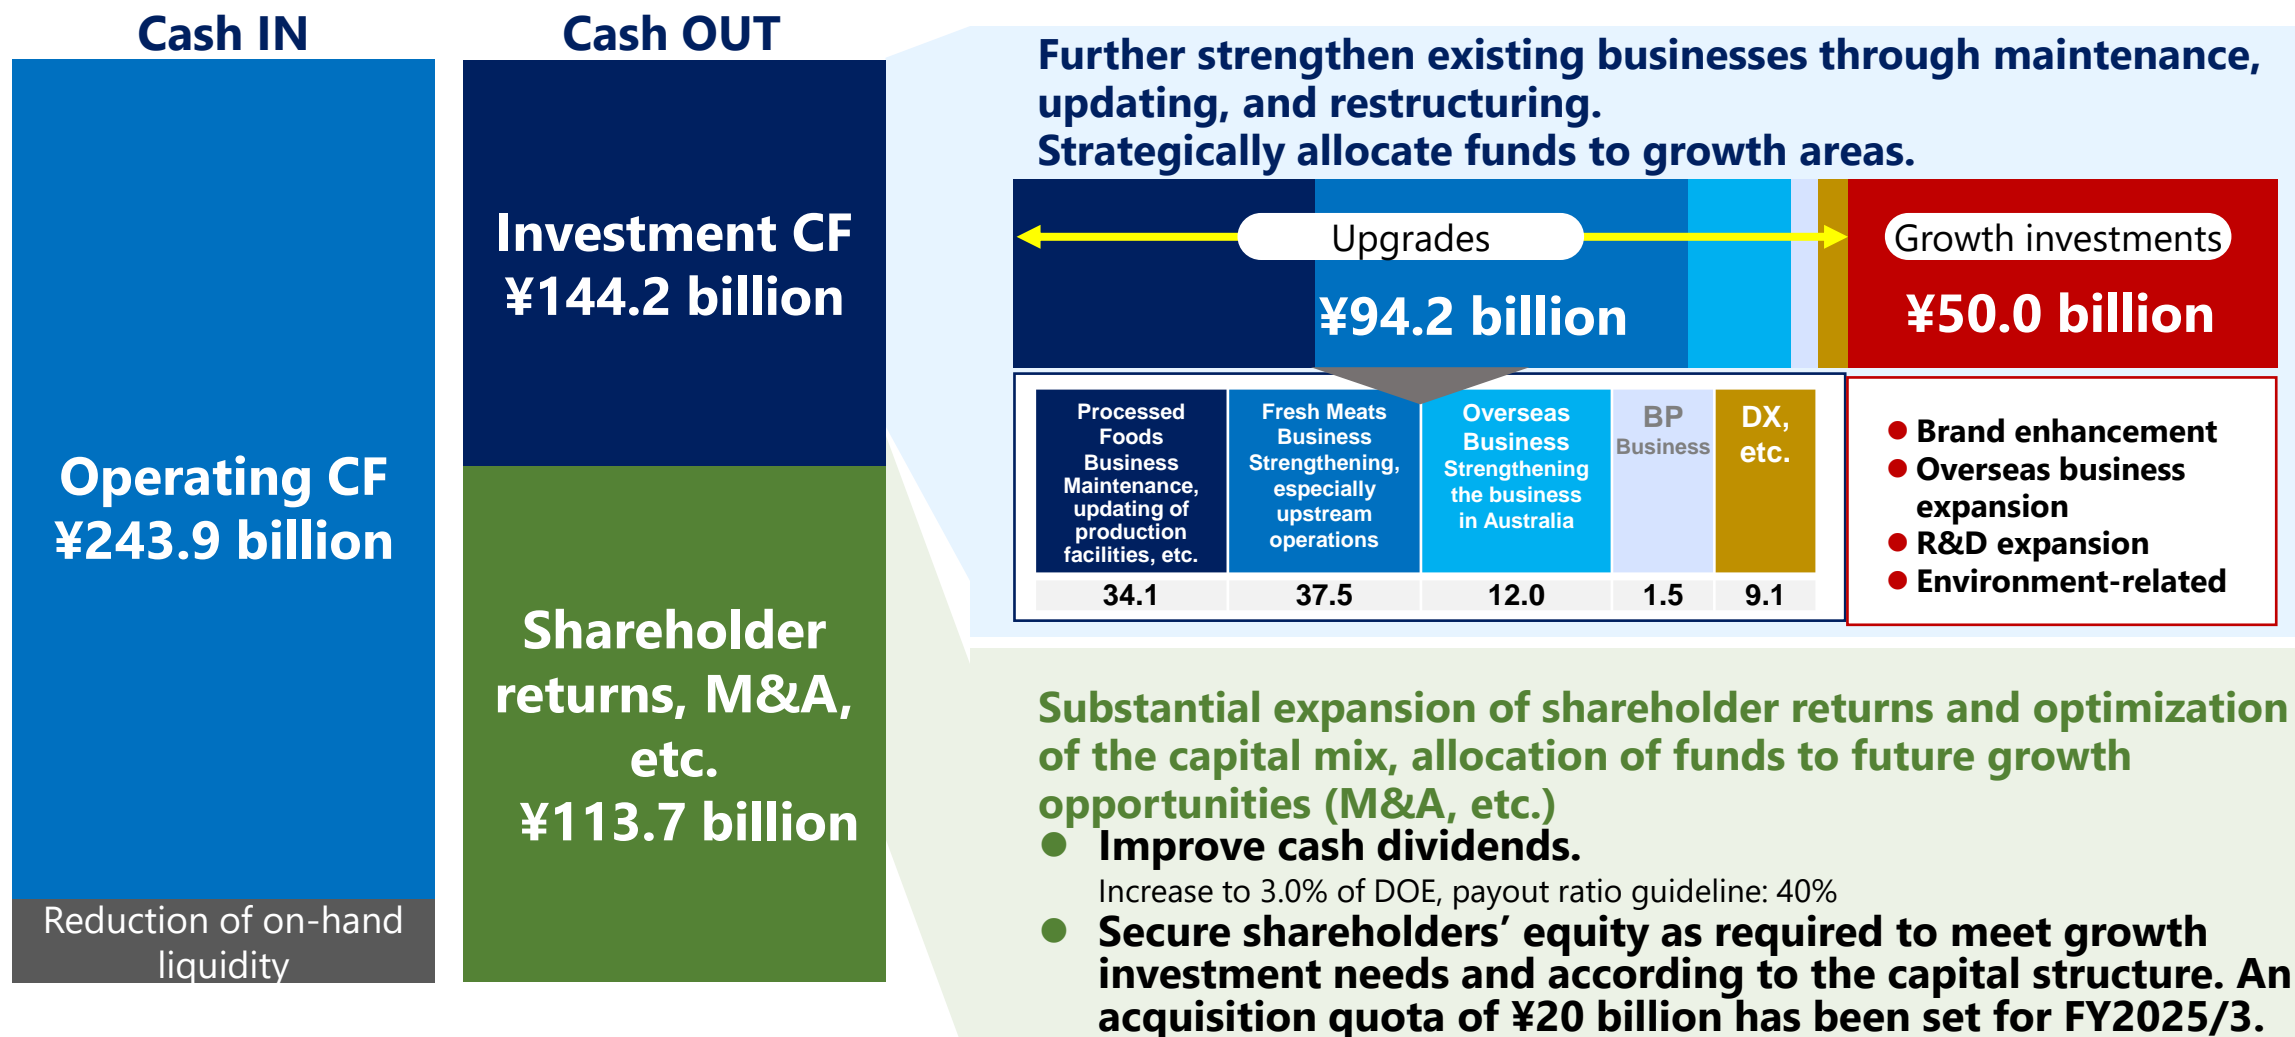 Cash IN
Operating CF
¥243.9 billion
Reduction of on-hand
liquidity
Cash OUT
Investment CF
¥144.2 billion
Shareholder
returns, M&A,
etc.
¥113.7 billion
Further strengthen existing businesses through maintenance,
updating, and restructuring.
Strategically allocate funds to growth areas.
Upgrades
¥94.2 billion
Growth investments
¥50.0 billion
Processed
Foods
Business
Maintenance,
updating of
production
facilities, etc.
34.1
Fresh Meats
Business
Strengthening,
especially
upstream
operations
37.5
Overseas
Business
Strengthening
the business
in Australia
12.0
BP
Business
1.5
DX,
etc.
9.1
● Brand enhancement
● Overseas business
expansion
● R&D expansion
● Environment-related
Substantial expansion of shareholder returns and optimization
of the capital mix, allocation of funds to future growth
opportunities (M&A, etc.)
● Improve cash dividends.
Increase to 3.0% of DOE, payout ratio guideline: 40%
● Secure shareholders’ equity as required to meet growth
investment needs and according to the capital structure. An
acquisition quota of ¥20 billion has been set for FY2025/3.